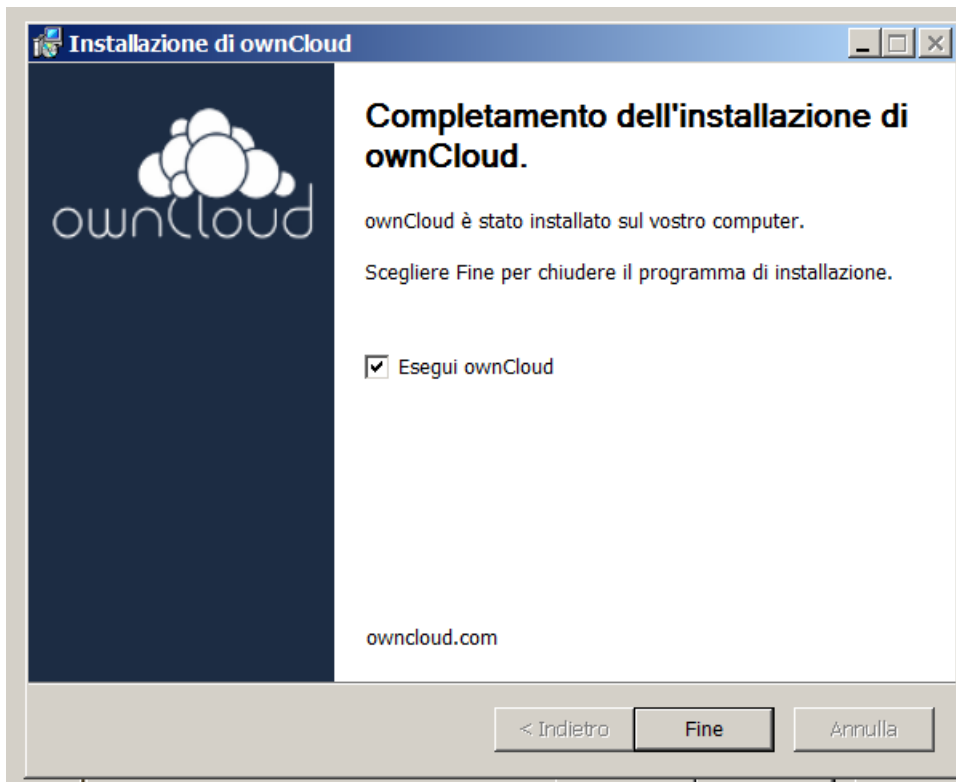 Installazione di ownCloud
ownCloud
Completamento dell'installazione di
ownCloud.
ownCloud è stato installato sul vostro computer.
Scegliere Fine per chiudere il programma di installazione.
Esegui ownCloud
owncloud.com
< Indietro
Fine
Annulla